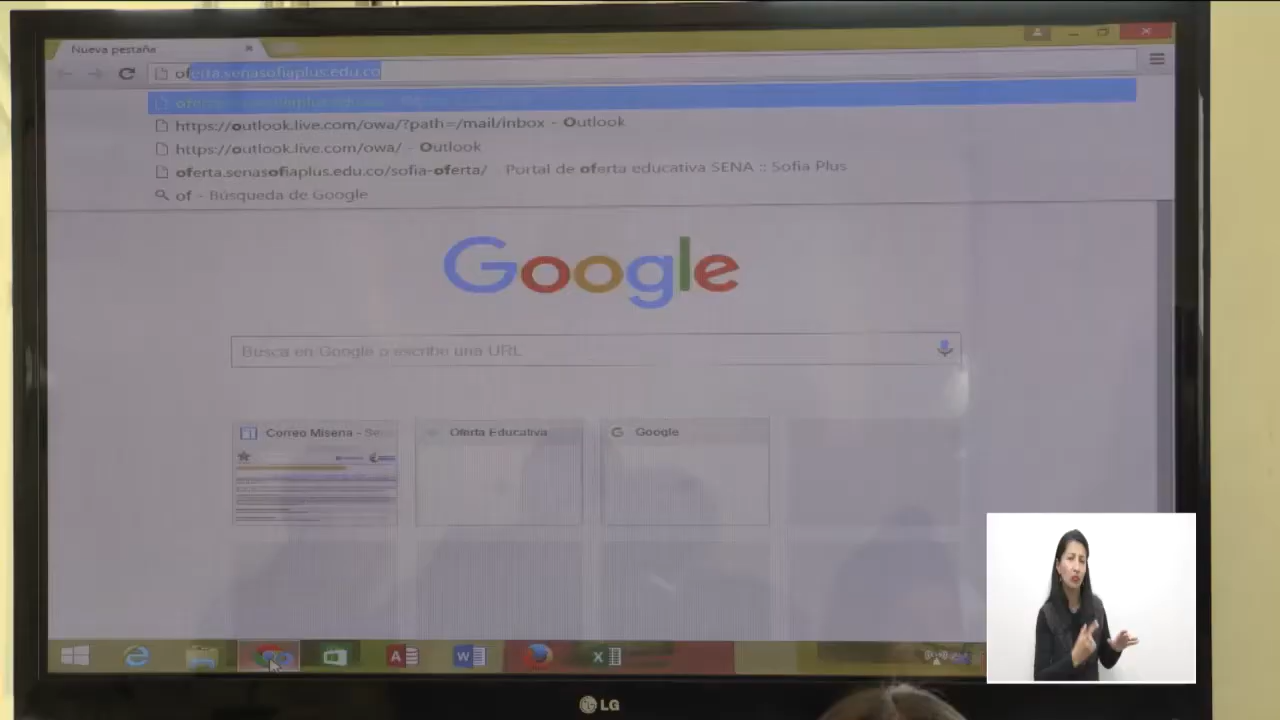 Nueva pestaña
oferta.senasofiaplus.edu.co
https://outlook.live.com/owa/?path=/mail/inbox - Outlook
https://outlook.live.com/owa/ - Outlook
oferta.senasofiaplus.edu.co/sofia-oferta/ Portal de oferta educativa SENA :: Sofia Plus
of - Búsqueda de Google
Google
Busca en Google o escribe una URL
Correo Misena - Se
Oferta Educativa
G Google
LG